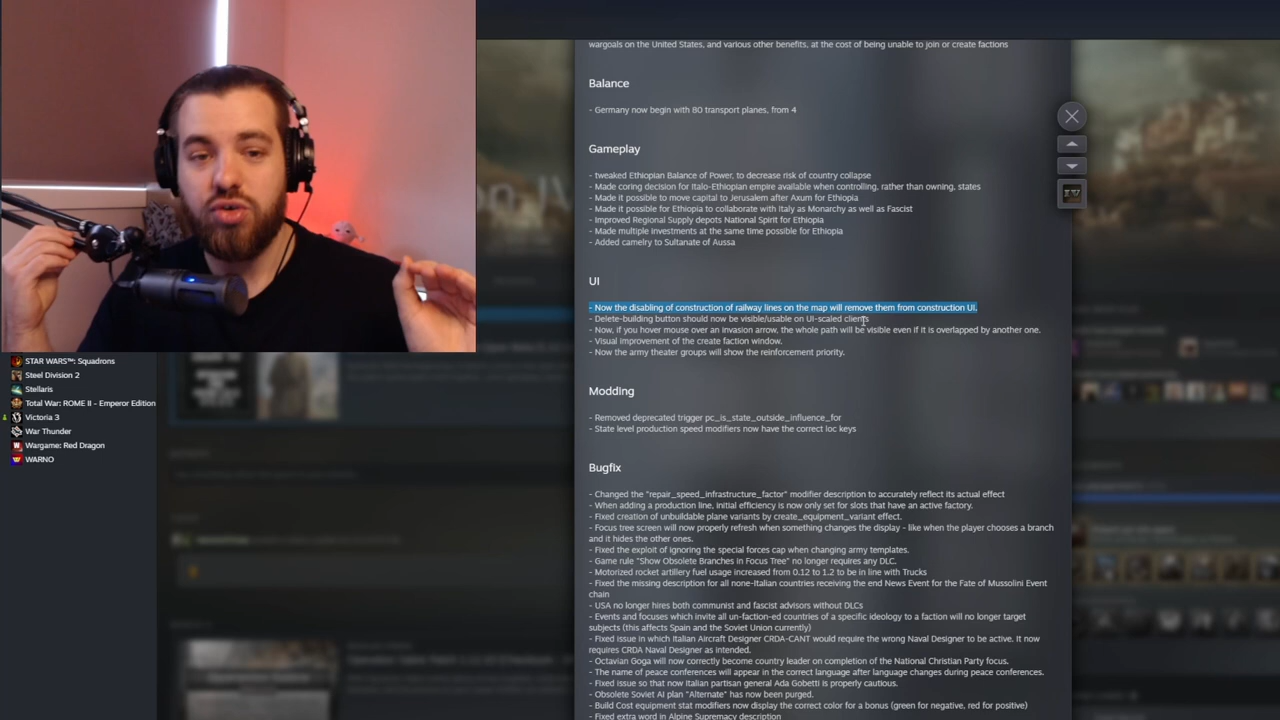 wargoals on the United States, and various other benefits, at the cost of being unable to join or create factions
Balance
- Germany now begin with 80 transport planes, from 4
Gameplay
- tweaked Ethiopian Balance of Power, to decrease risk of country collapse
- Made coring decision for Italo-Ethiopian empire available when controlling, rather than owning, states
- Made it possible to move capital to Jerusalem after Axum for Ethiopia
- Made it possible for Ethiopia to collaborate with Italy as Monarchy as well as Fascist
- Improved Regional Supply depots National Spirit for Ethiopia
- Made multiple investments at the same time possible for Ethiopia
- Added camelry to Sultanate of Aussa
UI
- Now the disabling of construction of railway lines on the map will remove them from construction UI.
- Delete-building button should now be visible/usable on UI-scaled clients
- Now, if you hover mouse over an invasion arrow, the whole path will be visible even if it is overlapped by another one.
- Visual improvement of the create faction window.
- Now the army theater groups will show the reinforcement priority.
Modding
- Removed deprecated trigger pc_is_state_outside_influence_for
- State level production speed modifiers now have the correct loc keys
Bugfix
- Changed the "repair_speed_infrastructure_factor" modifier description to accurately reflect its actual effect
- When adding a production line, initial efficiency is now only set for slots that have an active factory.
- Fixed creation of unbuildable plane variants by create_equipment_variant effect.
- Focus tree screen will now properly refresh when something changes the display - like when the player chooses a branch
and it hides the other ones.
- Fixed the exploit of ignoring the special forces cap when changing army templates.
- Game rule "Show Obsolete Branches in Focus Tree" no longer requires any DLC.
- Motorized rocket artillery fuel usage increased from 0.12 to 1.2 to be in line with Trucks
- Fixed the missing description for all none-Italian countries receiving the end News Event for the Fate of Mussolini Event
chain
- USA no longer hires both communist and fascist advisors without DLCs
- Events and focuses which invite all un-faction-ed countries of a specific ideology to a faction will no longer target
subjects (this affects Spain and the Soviet Union currently)
- Fixed issue in which Italian Aircraft Designer CRDA-CANT would require the wrong Naval Designer to be active. It now
requires CRDA Naval Designer as intended.
- Octavian Goga will now correctly become country leader on completion of the National Christian Party focus.
- The name of peace conferences will appear in the correct language after language changes during peace conferences.
- Fixed issue so that now Italian partisan general Ada Gobetti is properly cautious.
- Obsolete Soviet AI plan "Alternate" has now been purged.
- Build Cost equipment stat modifiers now display the correct color for a bonus (green for negative, red for positive)
- Fixed extra word in Alpine Supremacy description
STAR WARS™: Squadrons
Steel Division 2
Stellaris
Total War: ROME II - Emperor Edition
Victoria 3
War Thunder
Wargame: Red Dragon
WARNO